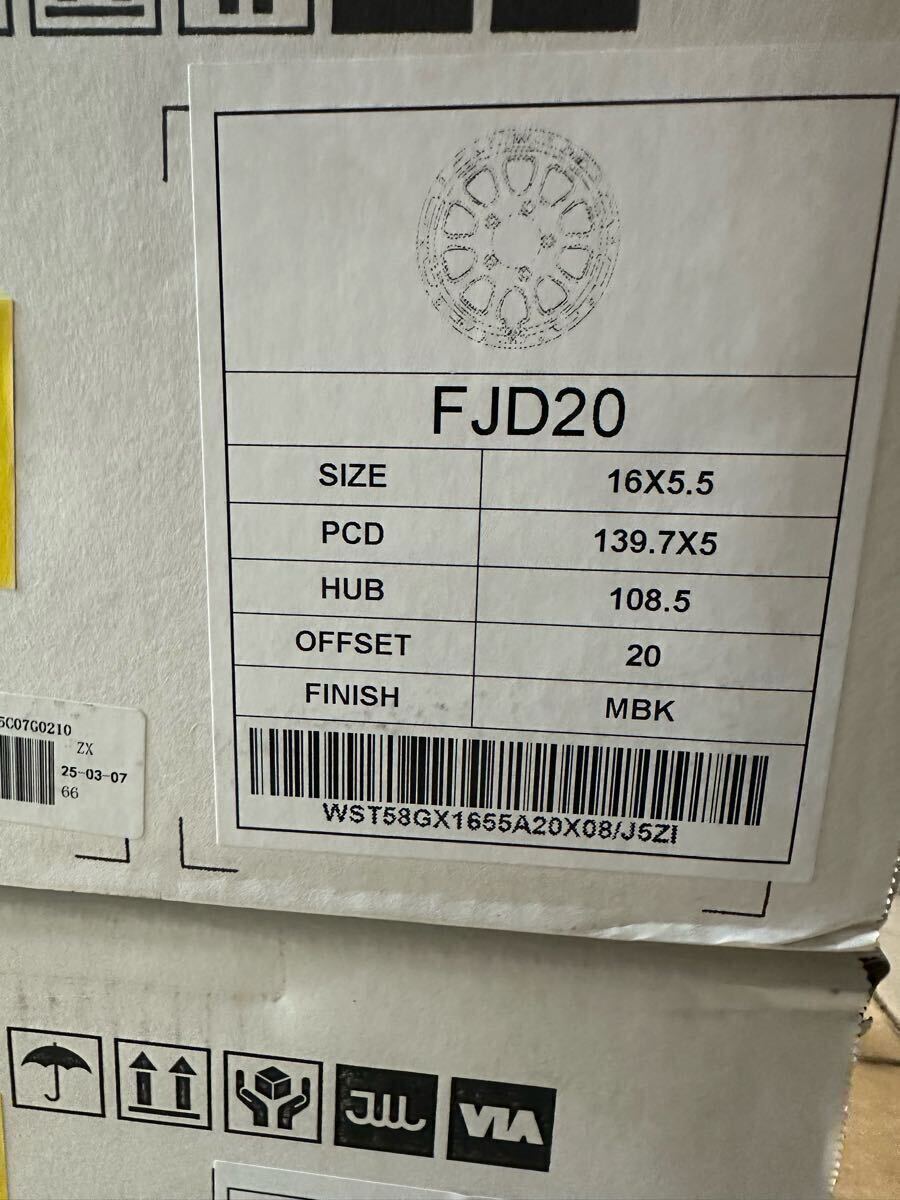 FJD20
SIZE 16X5.5
PCD 139.7X5
HUB 108.5
OFFSET 20
FINISH MBK
WST58GX1655A20X08/J5ZI
5C07G0210
ZX
25-03-07
66
JWL VIA